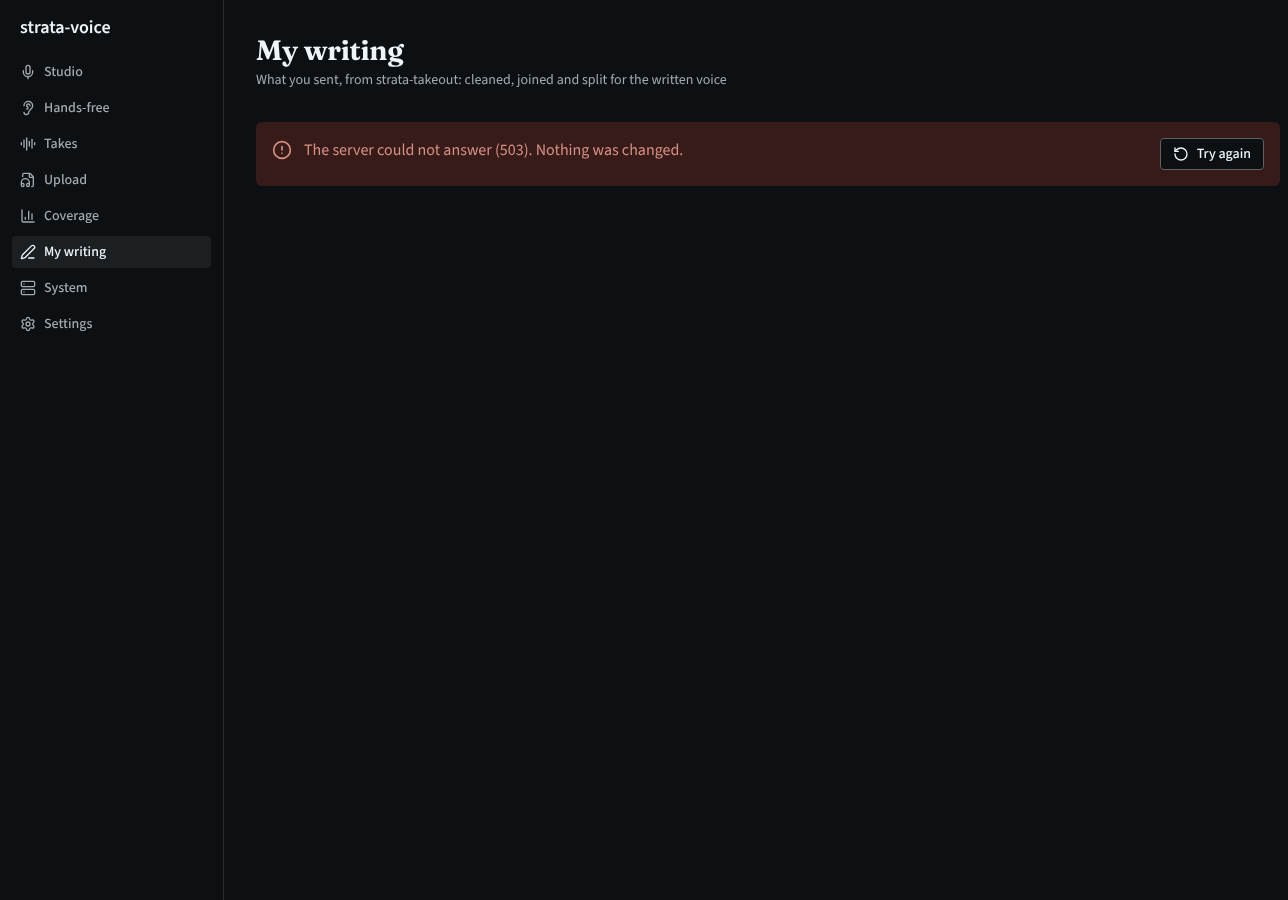 strata-voice
Studio
Hands-free
Takes
Upload
Coverage
My writing
System
Settings
My writing
What you sent, from strata-takeout: cleaned, joined and split for the written voice
The server could not answer (503). Nothing was changed.
Try again